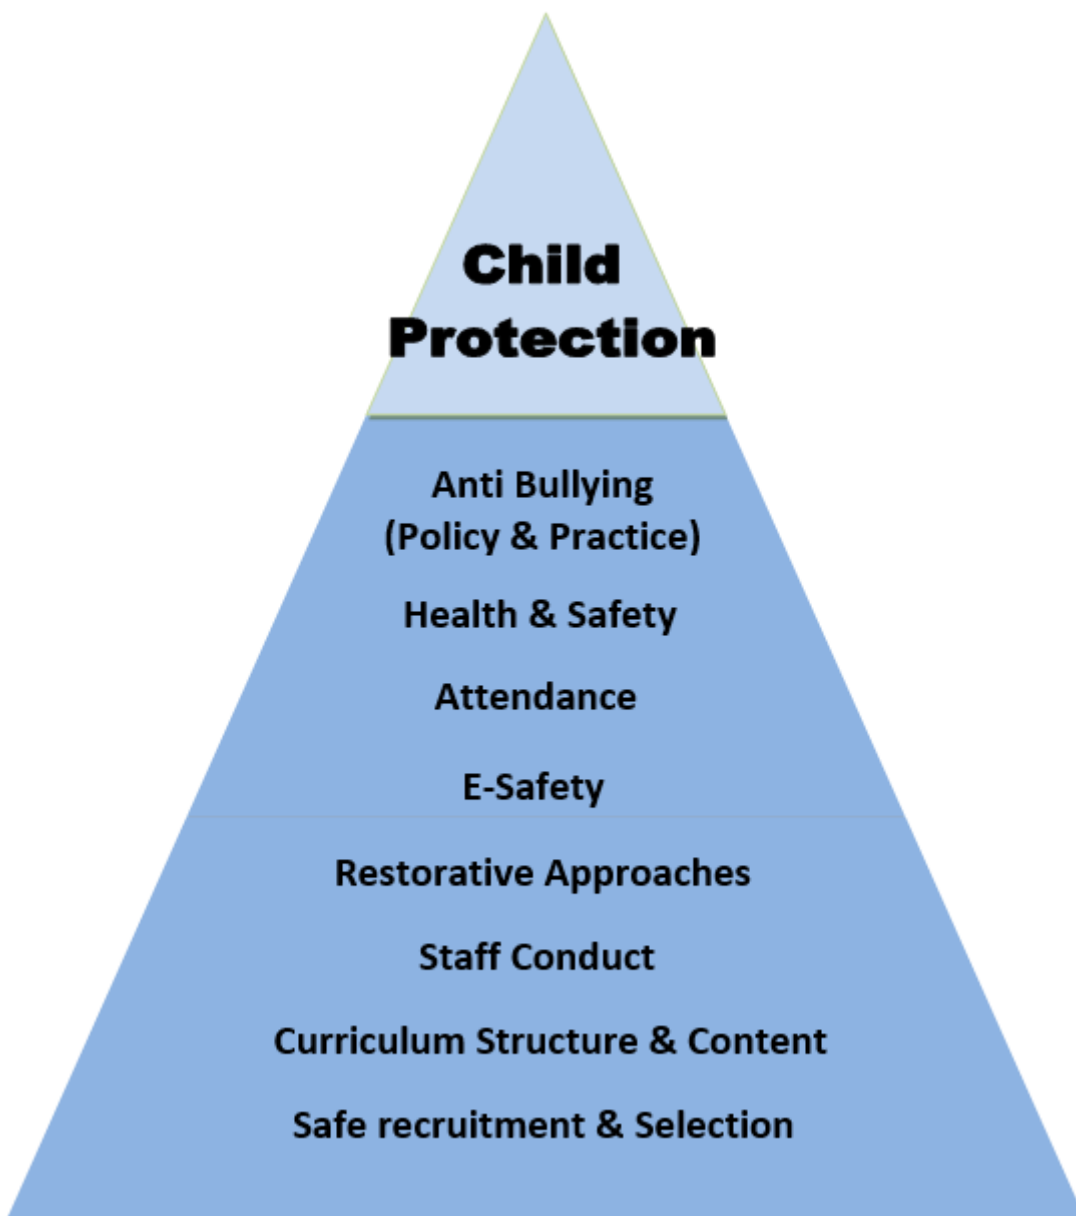 Child
Protection
Anti Bullying
(Policy & Practice)
Health & Safety
Attendance
E-Safety
Restorative Approaches
Staff Conduct
Curriculum Structure & Content
Safe recruitment & Selection